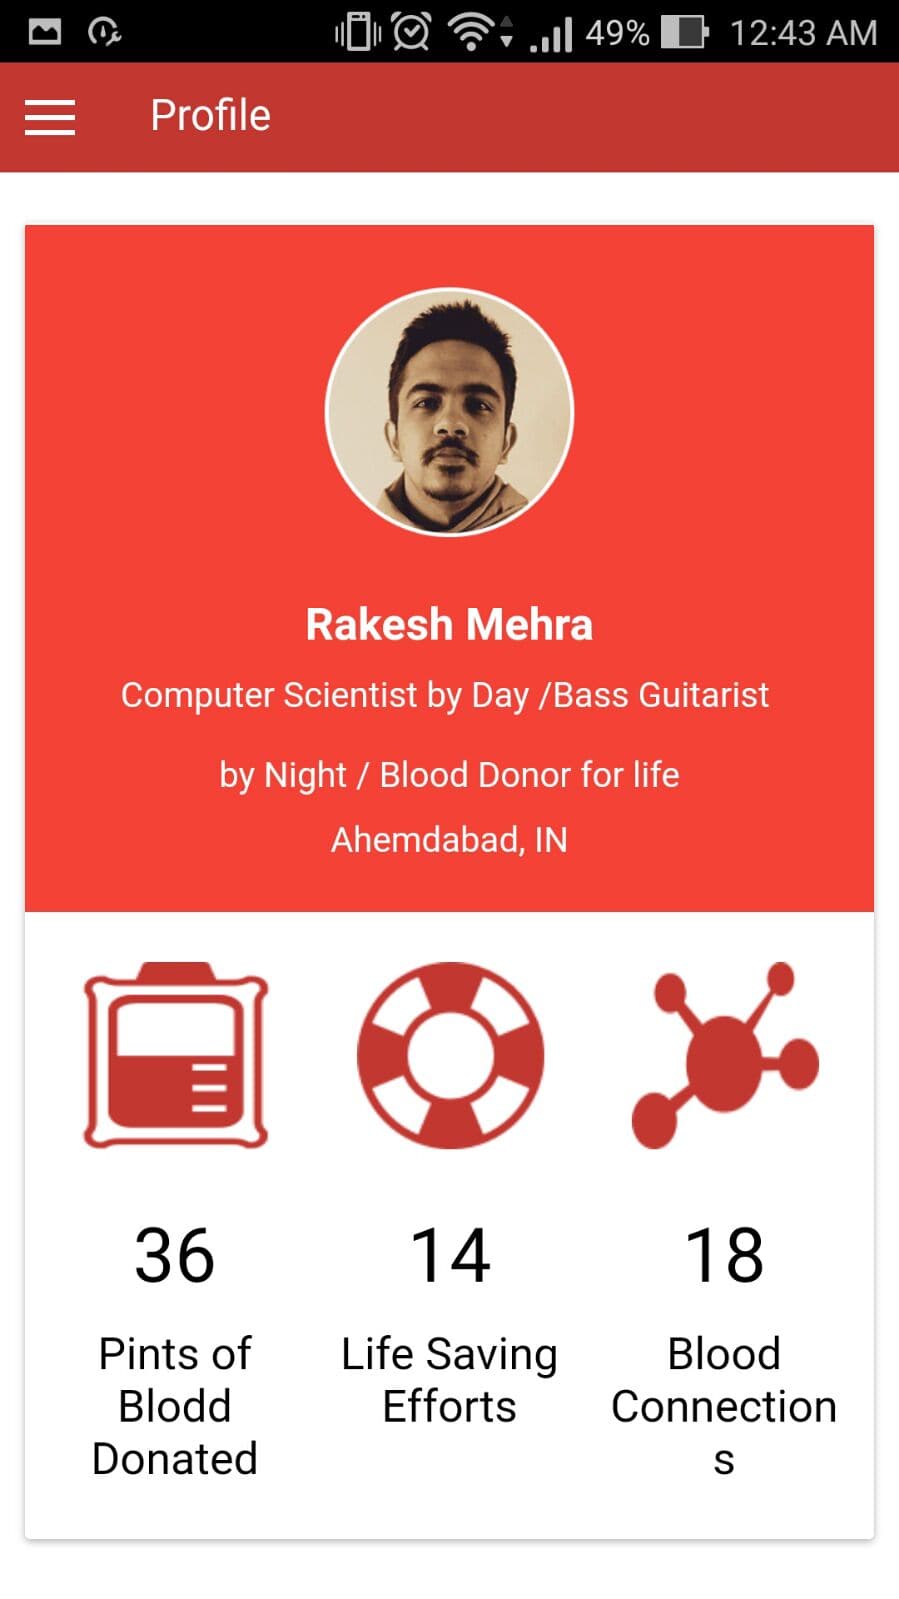 49% 12:43 AM
Profile
Rakesh Mehra
Computer Scientist by Day /Bass Guitarist
by Night / Blood Donor for life
Ahemdabad, IN
36
Pints of
Blodd
Donated
14
Life Saving
Efforts
18
Blood
Connection
s